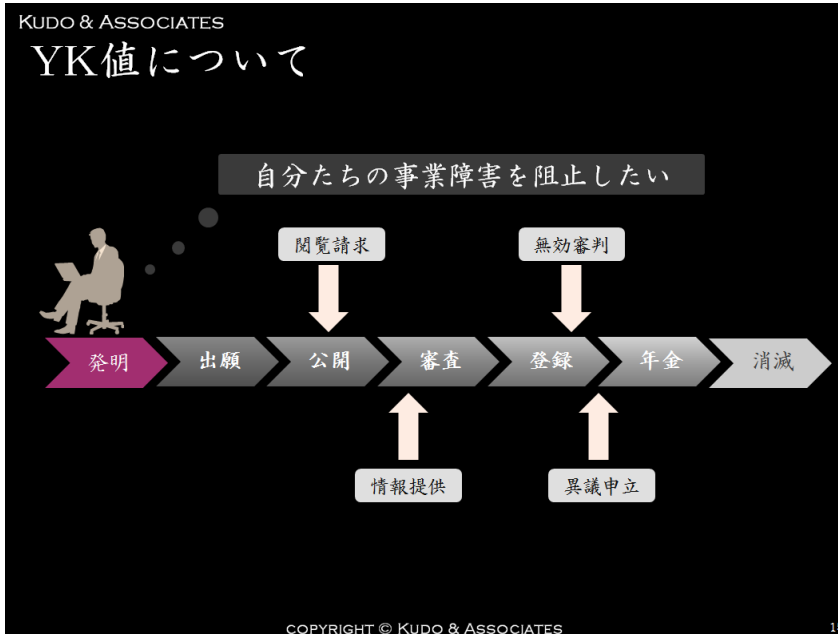 KUDO & ASSOCIATES
YK値について
自分たちの事業障害を阻止したい
閲覧請求
無効審判
発明
出願
公開
審査
登録
年金
消滅
情報提供
異議申立
COPYRIGHT © KUDO & ASSOCIATES